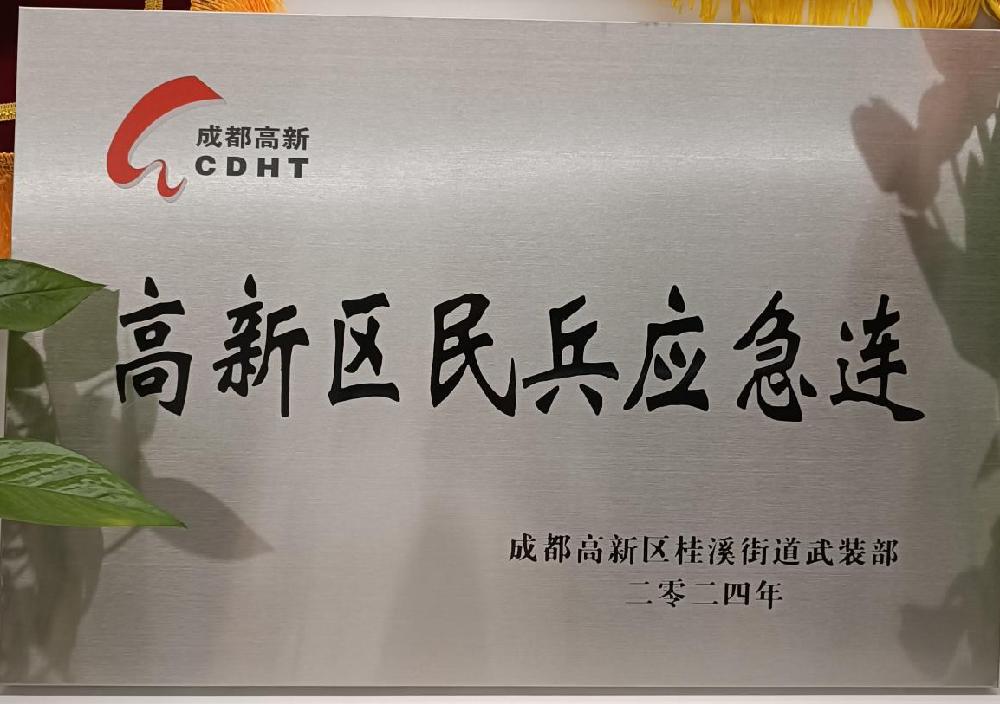 成都高新
CDHT
高新区民兵应急连
成都高新区桂溪街道武装部
二零二四年